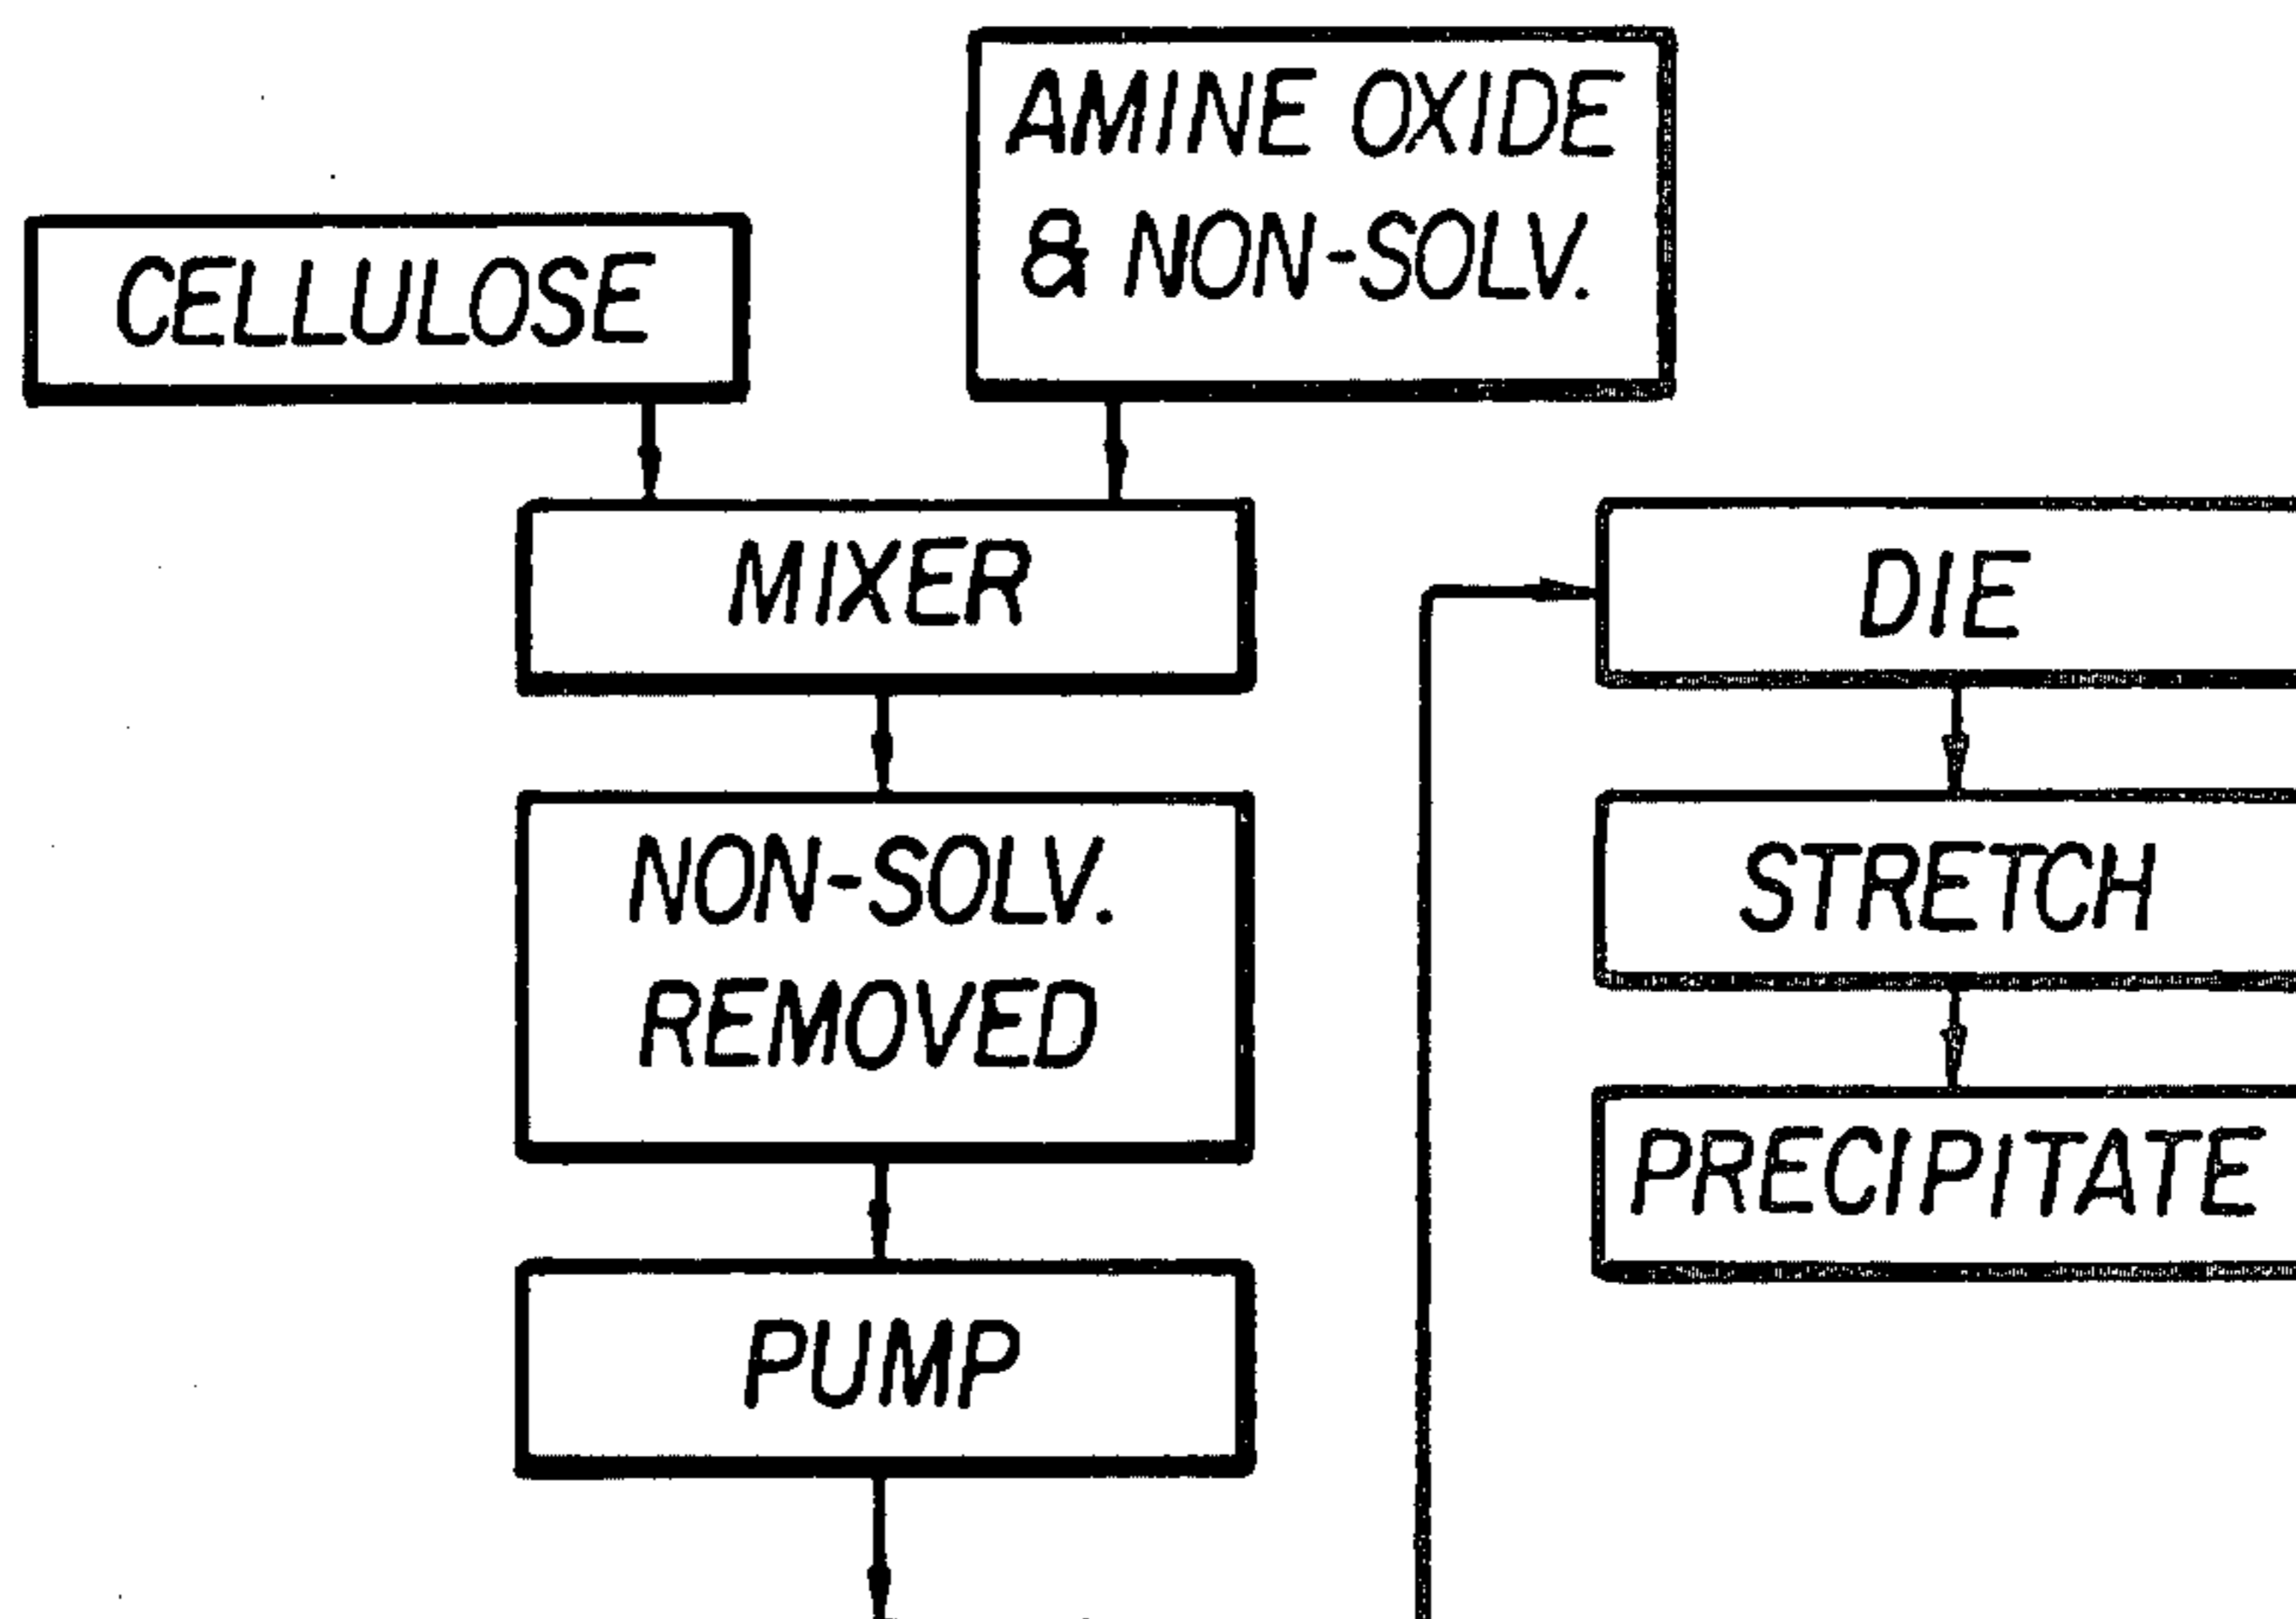 CELLULOSE
AMINE OXIDE
& NON-SOLV.
MIXER
NON-SOLV.
REMOVED
PUMP
DIE
STRETCH
PRECIPITATE